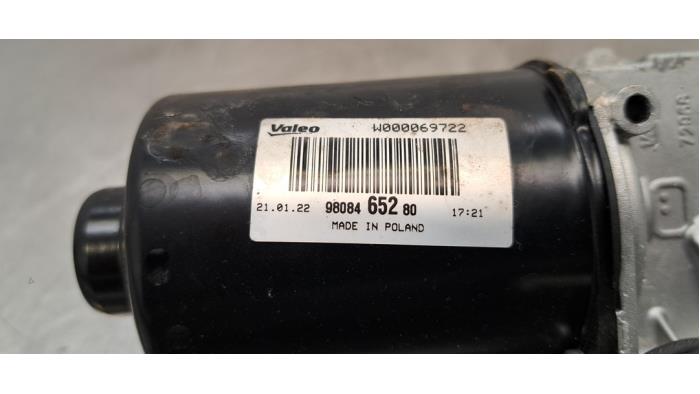 Valeo W000069722
21.01.22 98084 652 80 17:21
MADE IN POLAND